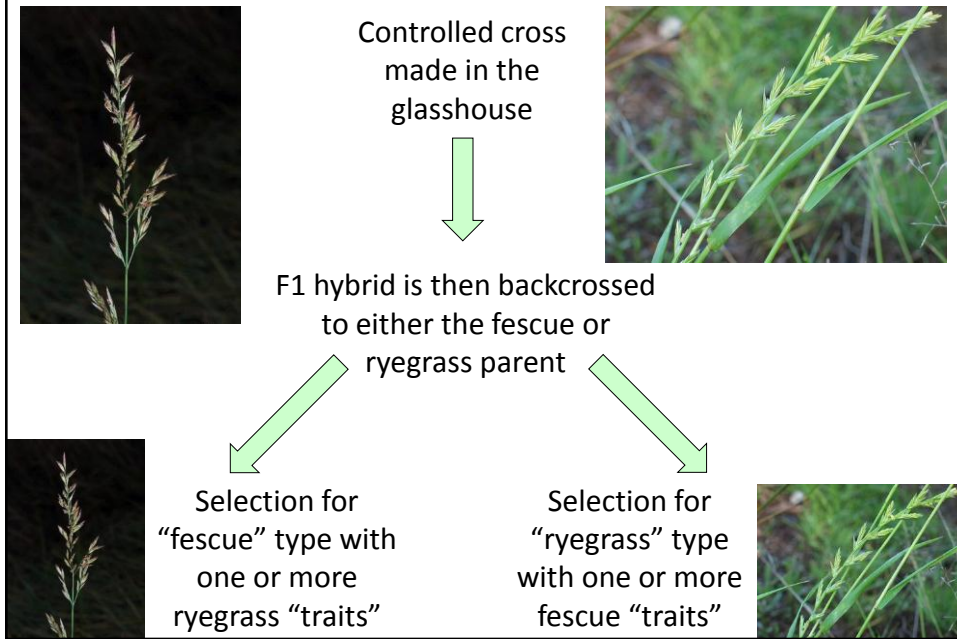 Controlled cross
made in the
glasshouse
F1 hybrid is then backcrossed
to either the fescue or
ryegrass parent
Selection for
“fescue” type with
one or more
ryegrass “traits”
Selection for
“ryegrass” type
with one or more
fescue “traits”